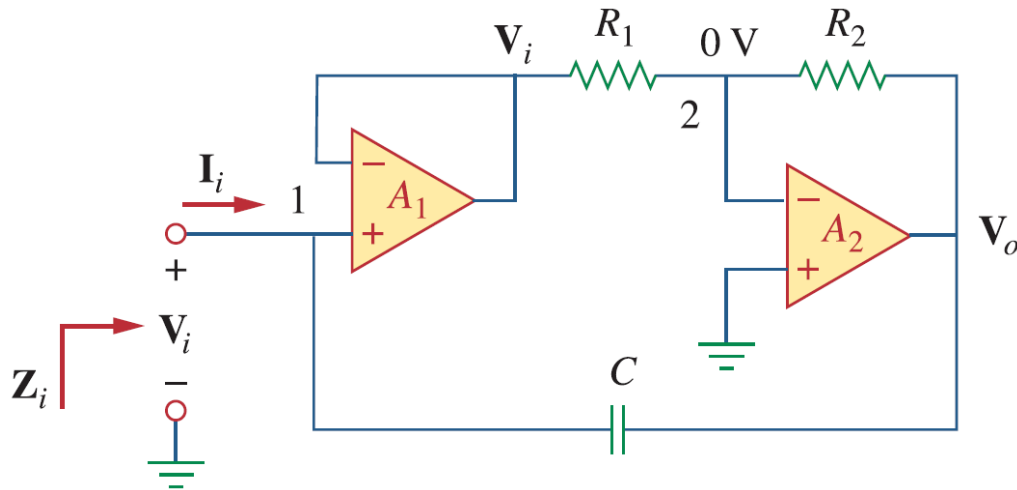 V_i
R_1
0 V
R_2
2
I_i
1
−
A_1
+
−
A_2
+
V_o
+
V_i
−
Z_i
C